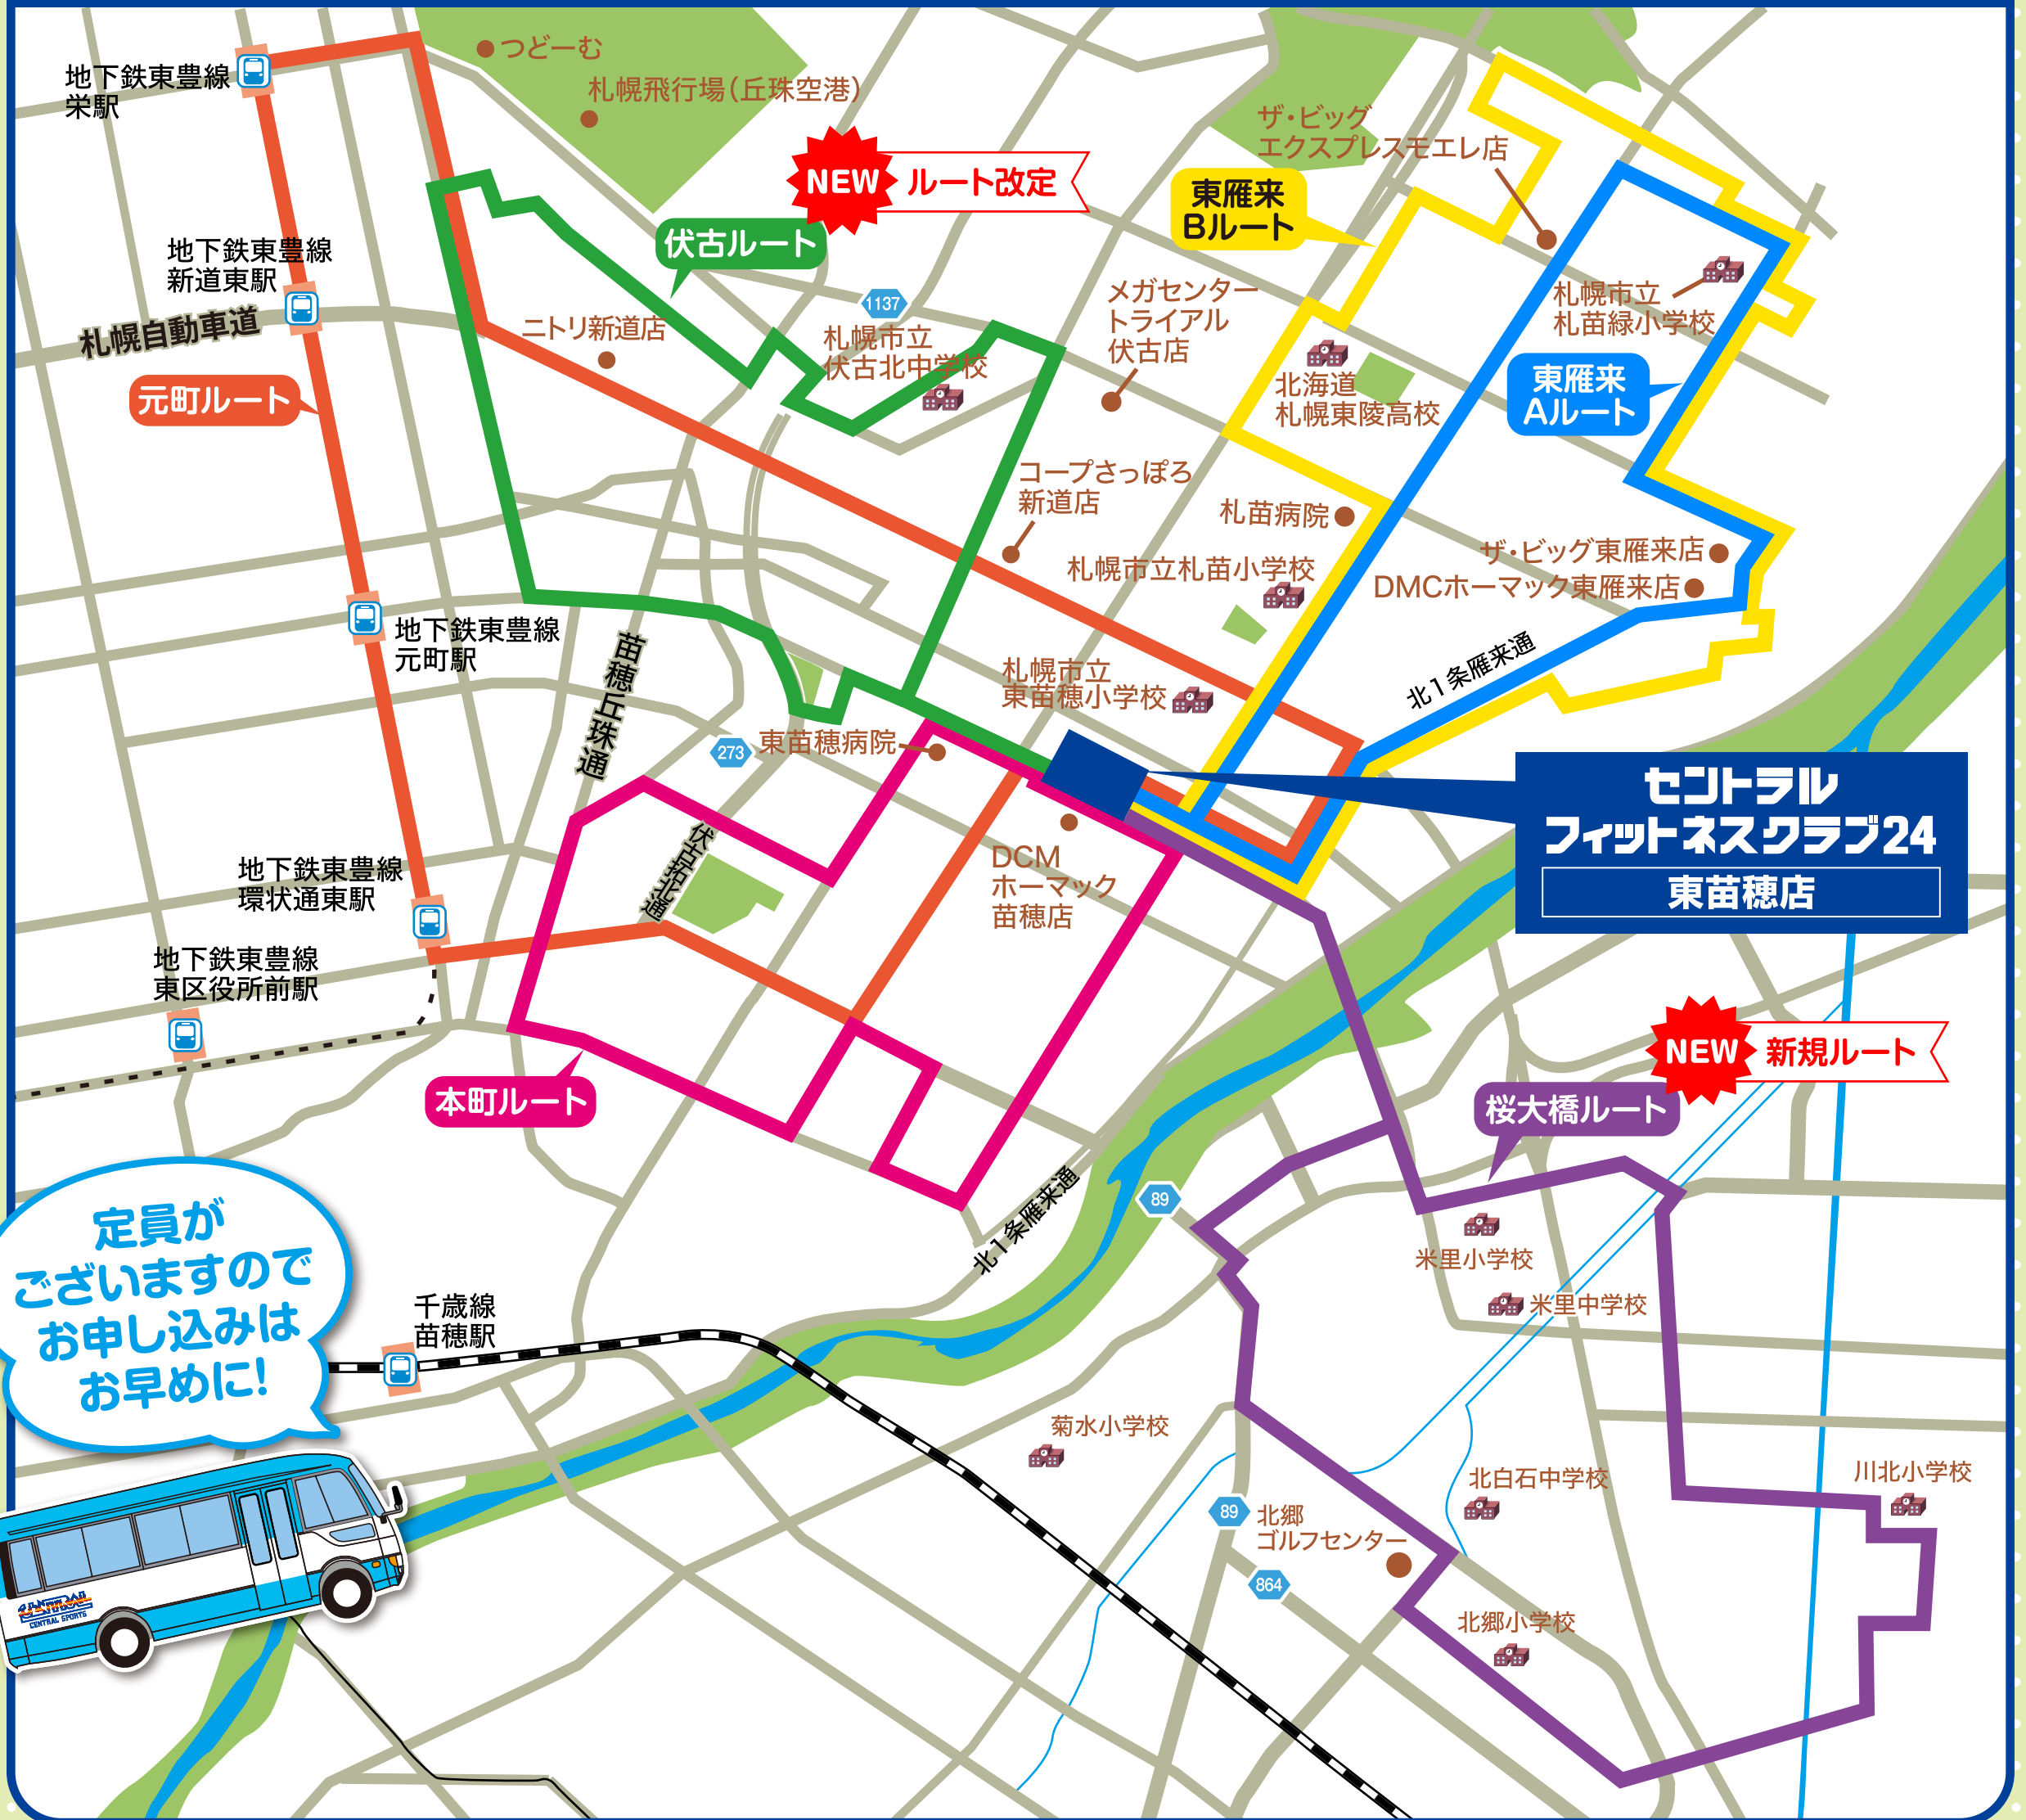 つどーむ
地下鉄東豊線
栄駅
札幌飛行場（丘珠空港）
ザ・ビッグ
エクスプレスモエレ店
NEW
ルート改定
東雁来
Bルート
伏古ルート
地下鉄東豊線
新道東駅
札幌自動車道
1137
メガセンター
トライアル
伏古店
札幌市立
札苗緑小学校
ニトリ新道店
札幌市立
伏古北中学校
北海道
札幌東陵高校
東雁来
Aルート
元町ルート
コープさっぽろ
新道店
札苗病院
ザ・ビッグ東雁来店
札幌市立札苗小学校
DMCホーマック東雁来店
地下鉄東豊線
元町駅
苗穂丘珠通
札幌市立
東苗穂小学校
北1条雁来通
273
東苗穂病院
セントラル
フィットネスクラブ24
東苗穂店
伏古拓北通
DCM
ホーマック
苗穂店
地下鉄東豊線
環状通東駅
地下鉄東豊線
東区役所前駅
NEW
新規ルート
本町ルート
桜大橋ルート
北1条雁来通
89
定員が
ございますので
お申し込みは
お早めに!
米里小学校
米里中学校
千歳線
苗穂駅
菊水小学校
北白石中学校
川北小学校
89
北郷
ゴルフセンター
864
北郷小学校
CENTRAL
CENTRAL SPORTS